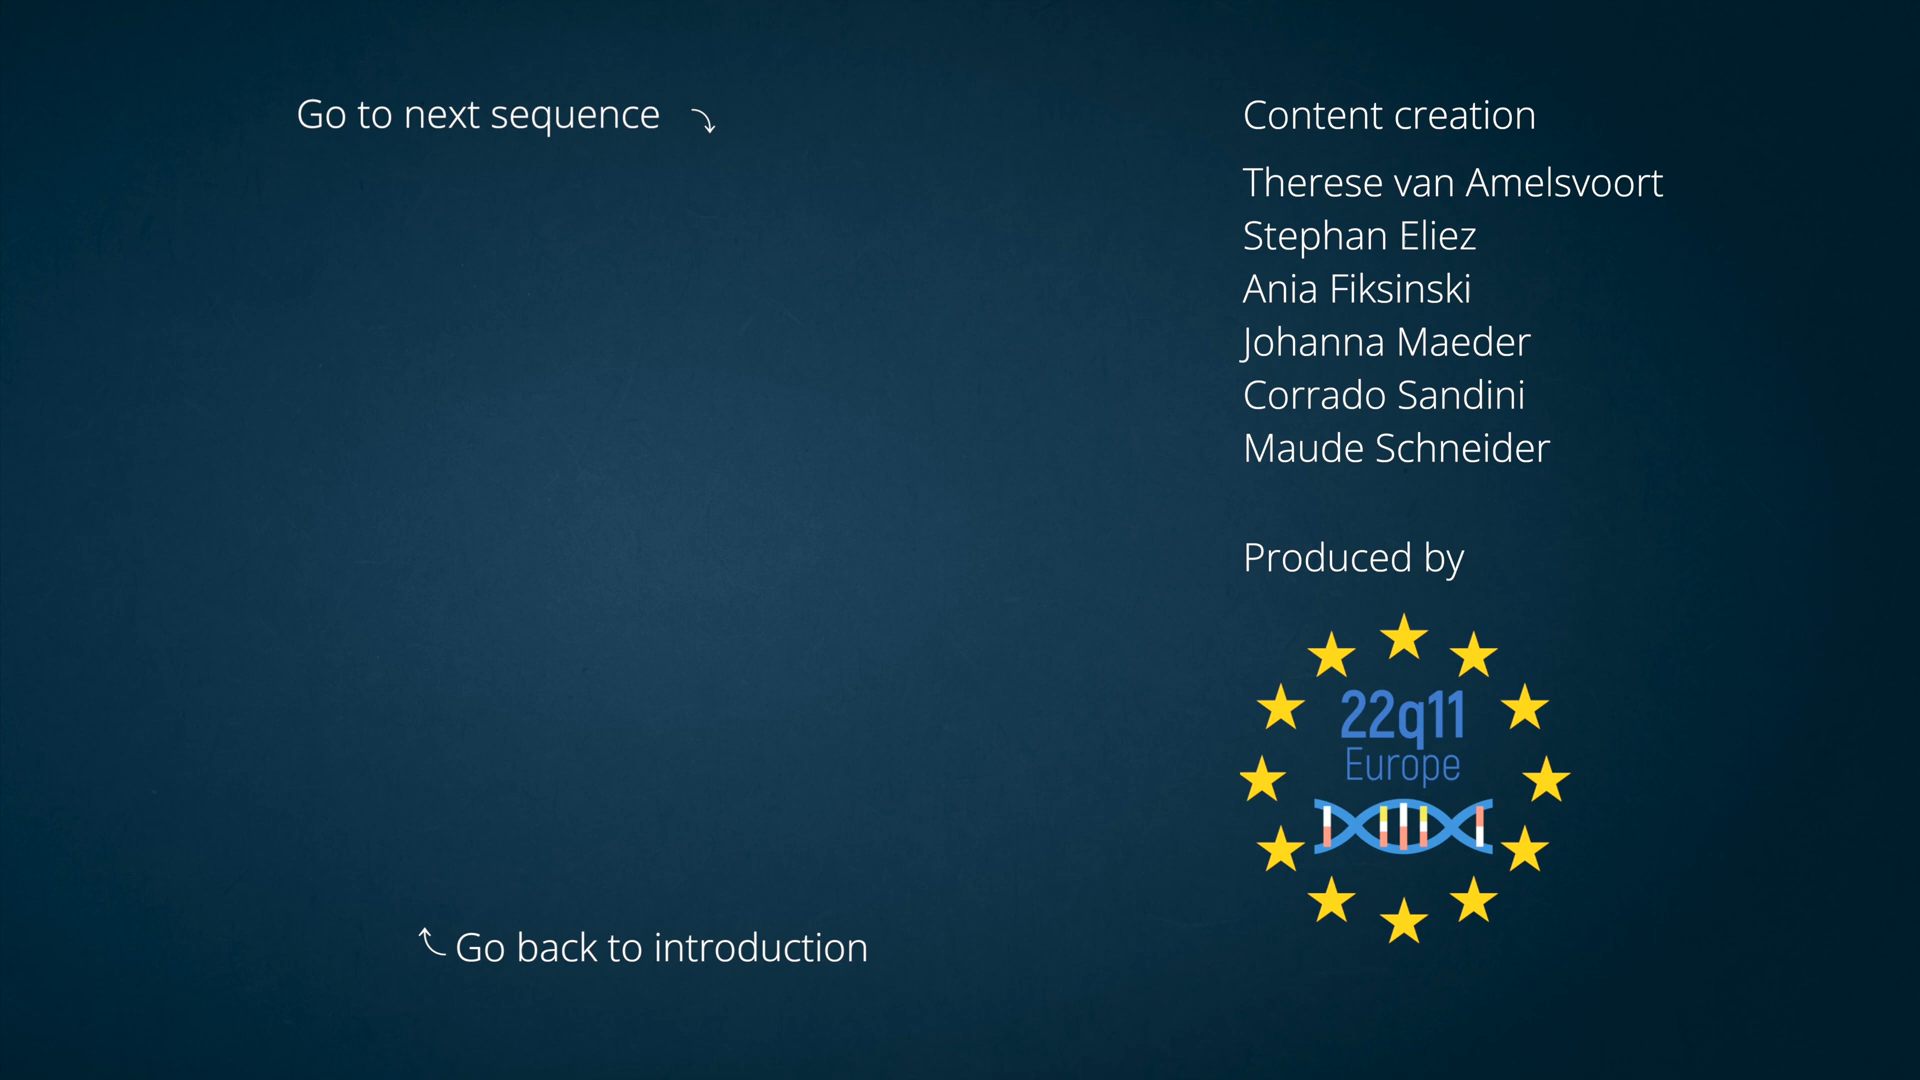 Go to next sequence
Go back to introduction
Content creation
Therese van Amelsvoort
Stephan Eliez
Ania Fiksinski
Johanna Maeder
Corrado Sandini
Maude Schneider
Produced by
22q11
Europe